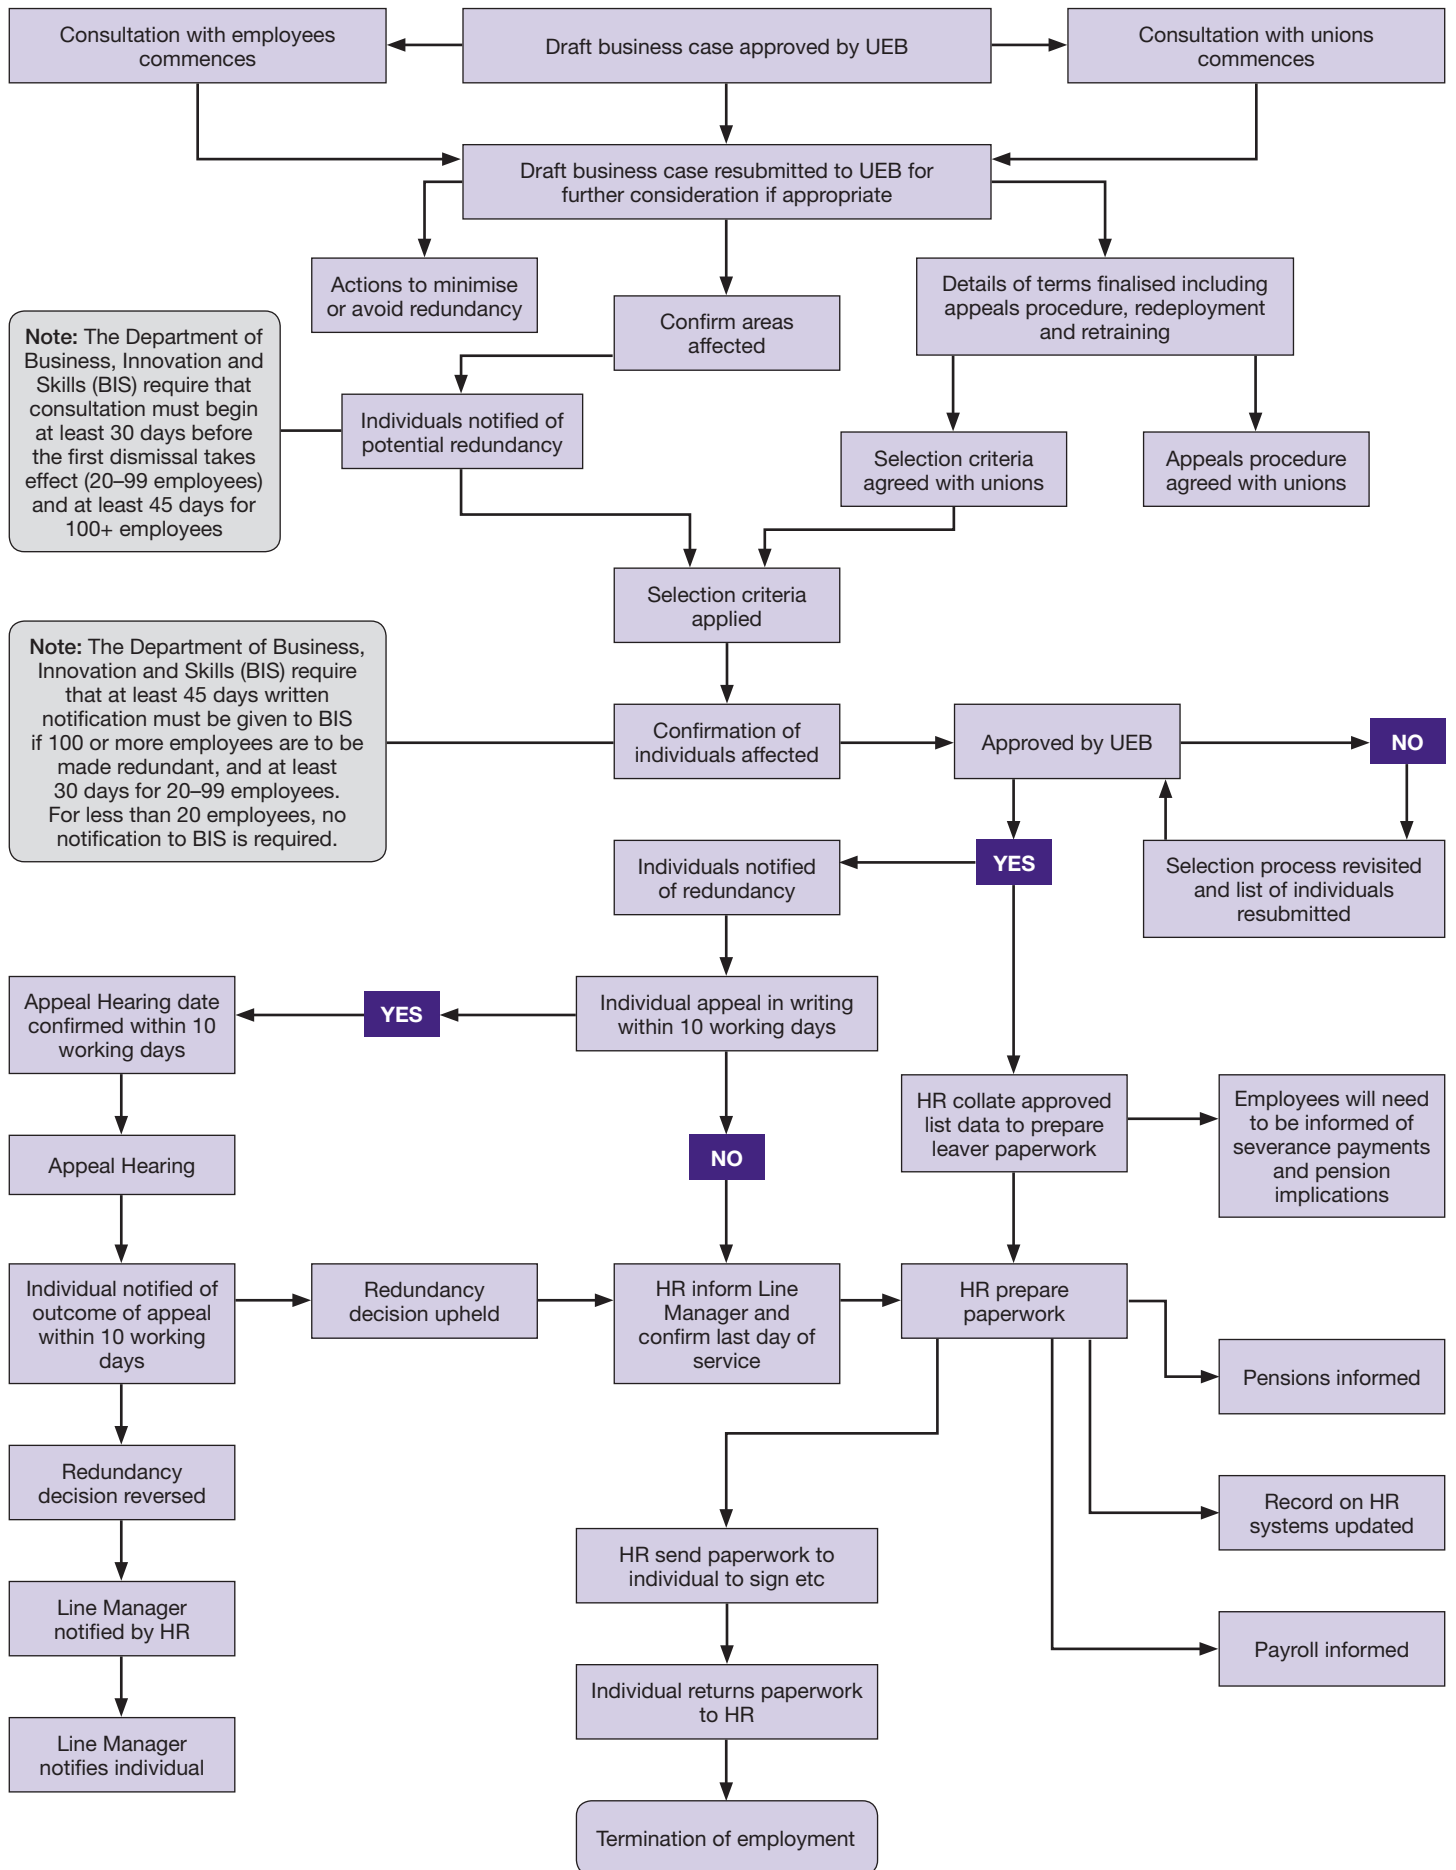 Consultation with employees
commences
Draft business case approved by UEB
Consultation with unions
commences
Draft business case resubmitted to UEB for
further consideration if appropriate
Actions to minimise
or avoid redundancy
Confirm areas
affected
Details of terms finalised including
appeals procedure, redeployment
and retraining
Note: The Department of
Business, Innovation and
Skills (BIS) require that
consultation must begin
at least 30 days before
the first dismissal takes
effect (20–99 employees)
and at least 45 days for
100+ employees
Individuals notified of
potential redundancy
Selection criteria
agreed with unions
Appeals procedure
agreed with unions
Selection criteria
applied
Note: The Department of Business,
Innovation and Skills (BIS) require
that at least 45 days written
notification must be given to BIS
if 100 or more employees are to be
made redundant, and at least
30 days for 20–99 employees.
For less than 20 employees, no
notification to BIS is required.
Confirmation of
individuals affected
Approved by UEB
NO
YES
Individuals notified
of redundancy
Selection process revisited
and list of individuals
resubmitted
Appeal Hearing date
confirmed within 10
working days
YES
Individual appeal in writing
within 10 working days
NO
HR collate approved
list data to prepare
leaver paperwork
Employees will need
to be informed of
severance payments
and pension
implications
Appeal Hearing
Individual notified of
outcome of appeal
within 10 working
days
Redundancy
decision upheld
HR inform Line
Manager and
confirm last day of
service
HR prepare
paperwork
Pensions informed
Redundancy
decision reversed
Record on HR
systems updated
HR send paperwork to
individual to sign etc
Line Manager
notified by HR
Payroll informed
Individual returns paperwork
to HR
Line Manager
notifies individual
Termination of employment